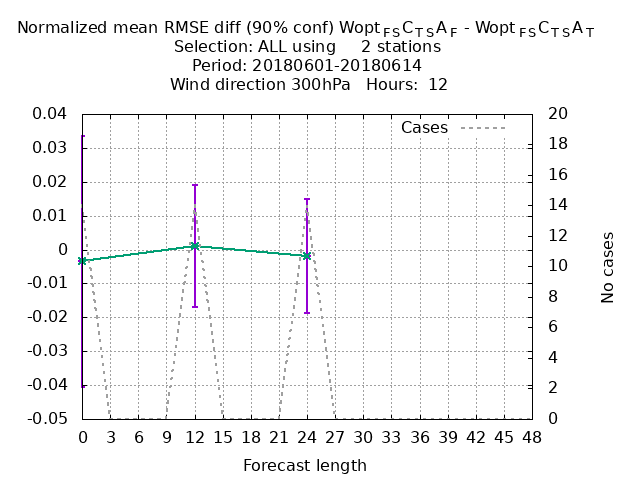 Normalized mean RMSE diff (90% conf) Wopt FS C TS A F - Wopt FS C TS A T
Selection: ALL using 2 stations
Period: 20180601-20180614
Wind direction 300hPa Hours: 12
Cases
0.04
0.03
0.02
0.01
0
-0.01
-0.02
-0.03
-0.04
-0.05
20
18
16
14
12
10
8
6
4
2
0
No cases
0 3 6 9 12 15 18 21 24 27 30 33 36 39 42 45 48
Forecast length